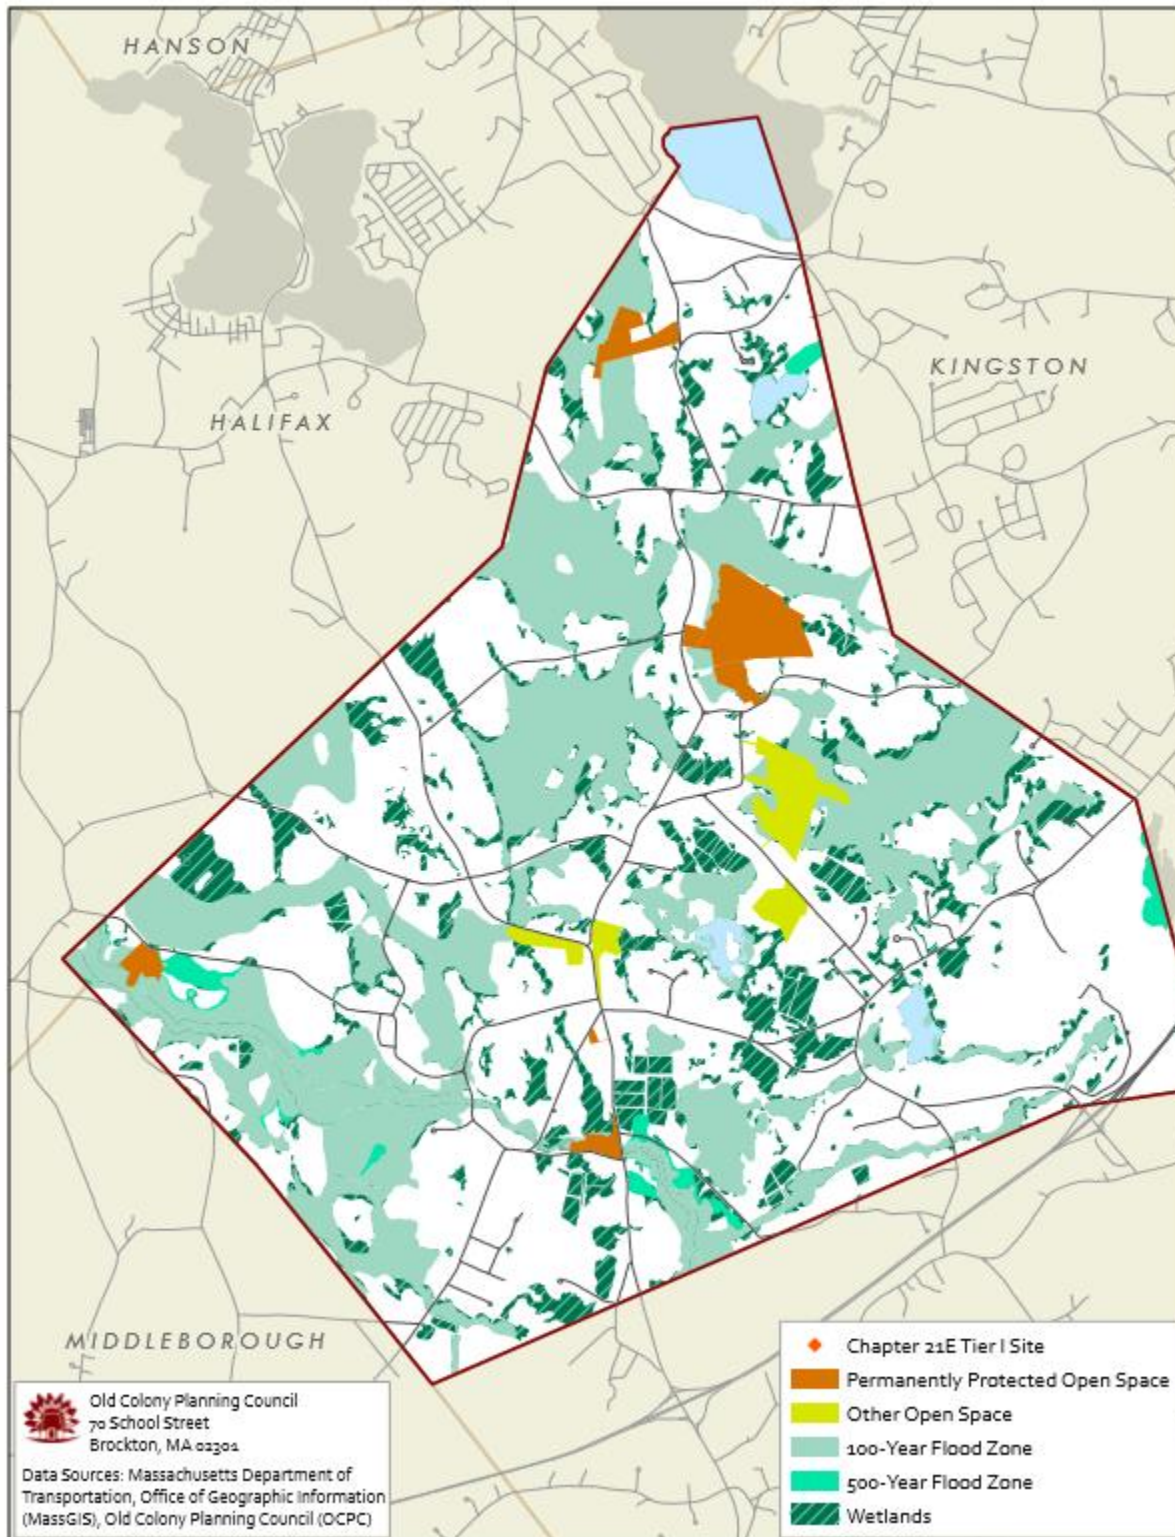 HANSON
KINGSTON
HALIFAX
MIDDLEBOROUGH
Old Colony Planning Council
70 School Street
Brockton, MA 02301
Data Sources: Massachusetts Department of
Transportation, Office of Geographic Information
(MassGIS), Old Colony Planning Council (OCPC)
Chapter 21E Tier I Site
Permanently Protected Open Space
Other Open Space
100-Year Flood Zone
500-Year Flood Zone
Wetlands